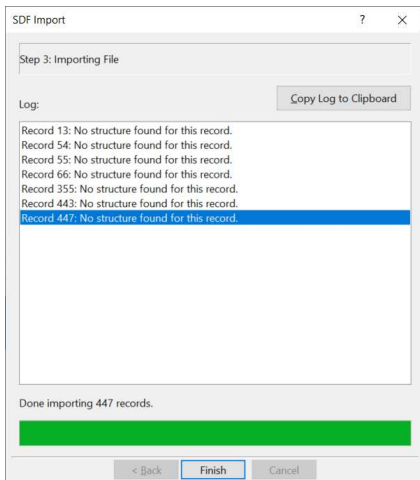 SDF Import ? ×
Step 3: Importing File
Log:
Copy Log to Clipboard
Record 13: No structure found for this record.
Record 54: No structure found for this record.
Record 55: No structure found for this record.
Record 66: No structure found for this record.
Record 355: No structure found for this record.
Record 443: No structure found for this record.
Record 447: No structure found for this record.
Done importing 447 records.
< Back Finish Cancel